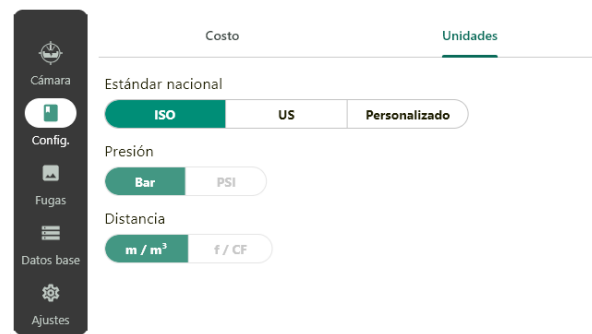 Costo
Unidades
Cámara
Config.
Fugas
Datos base
Ajustes
Estándar nacional
ISO
US
Personalizado
Presión
Bar
PSI
Distancia
m / m³
f / CF